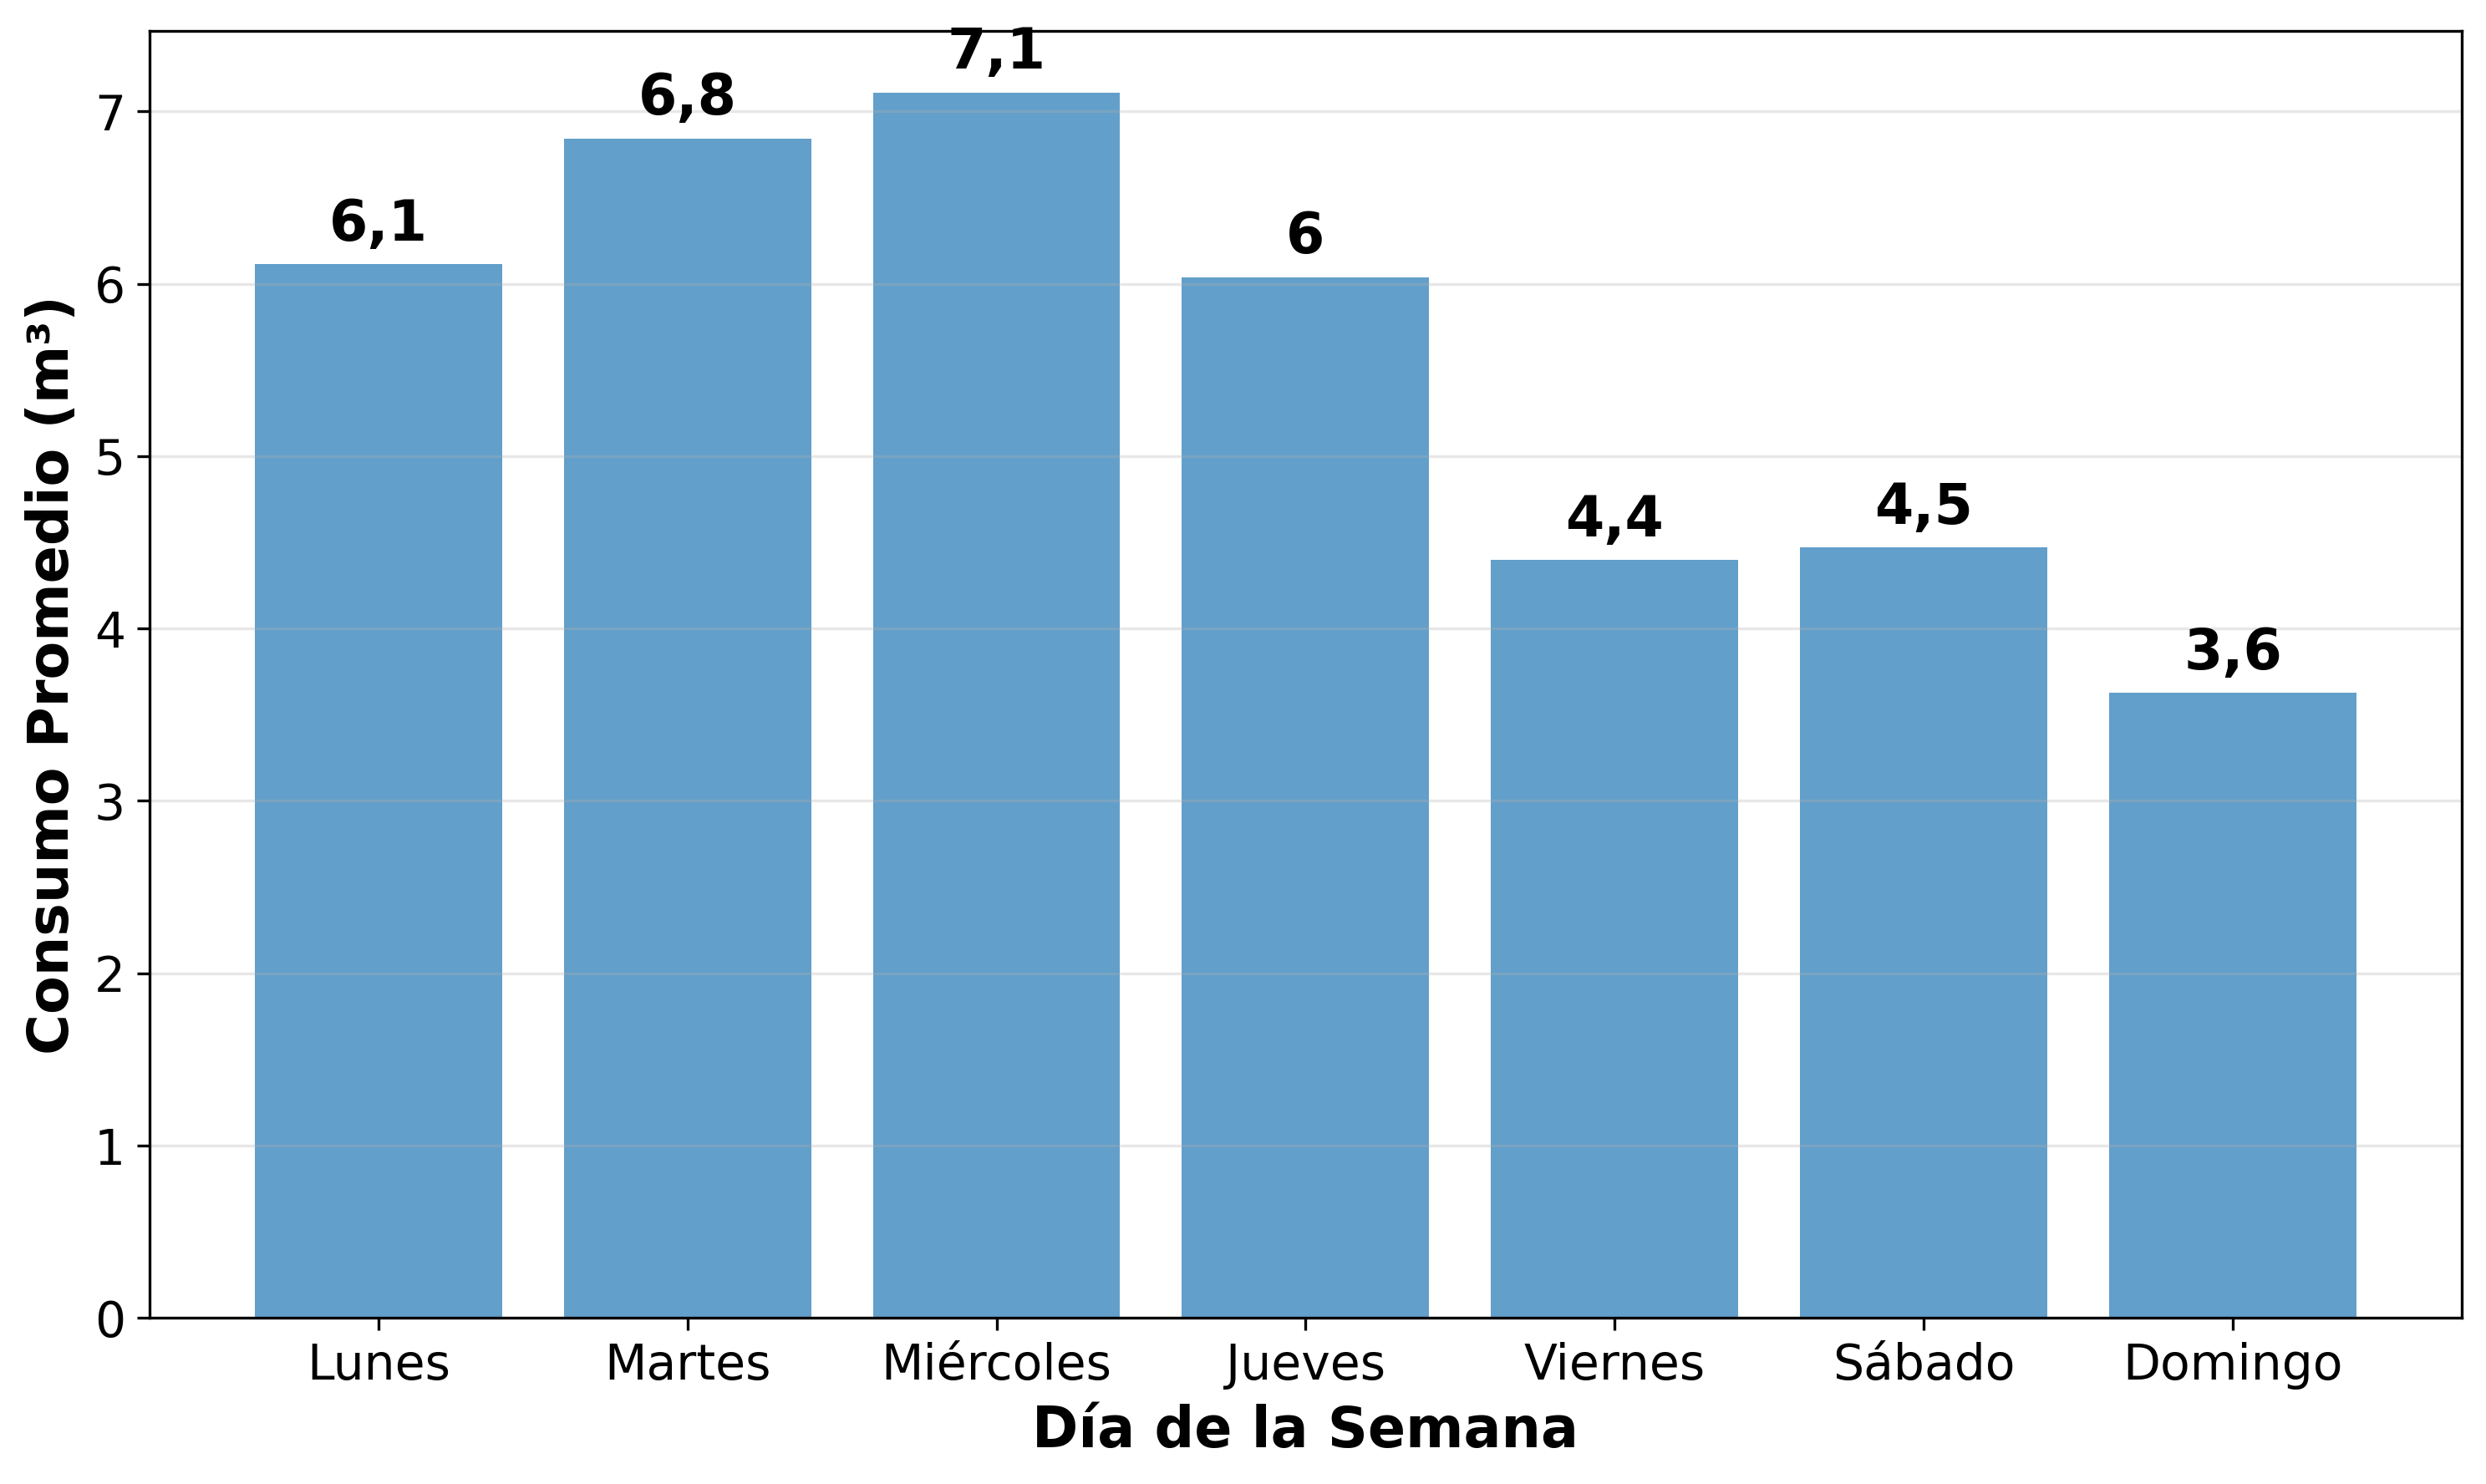 Consumo Promedio (m³)
7
6
5
4
3
2
1
0
6,1
6,8
7,1
6
4,4
4,5
3,6
Lunes
Martes
Miércoles
Jueves
Viernes
Sábado
Domingo
Día de la Semana